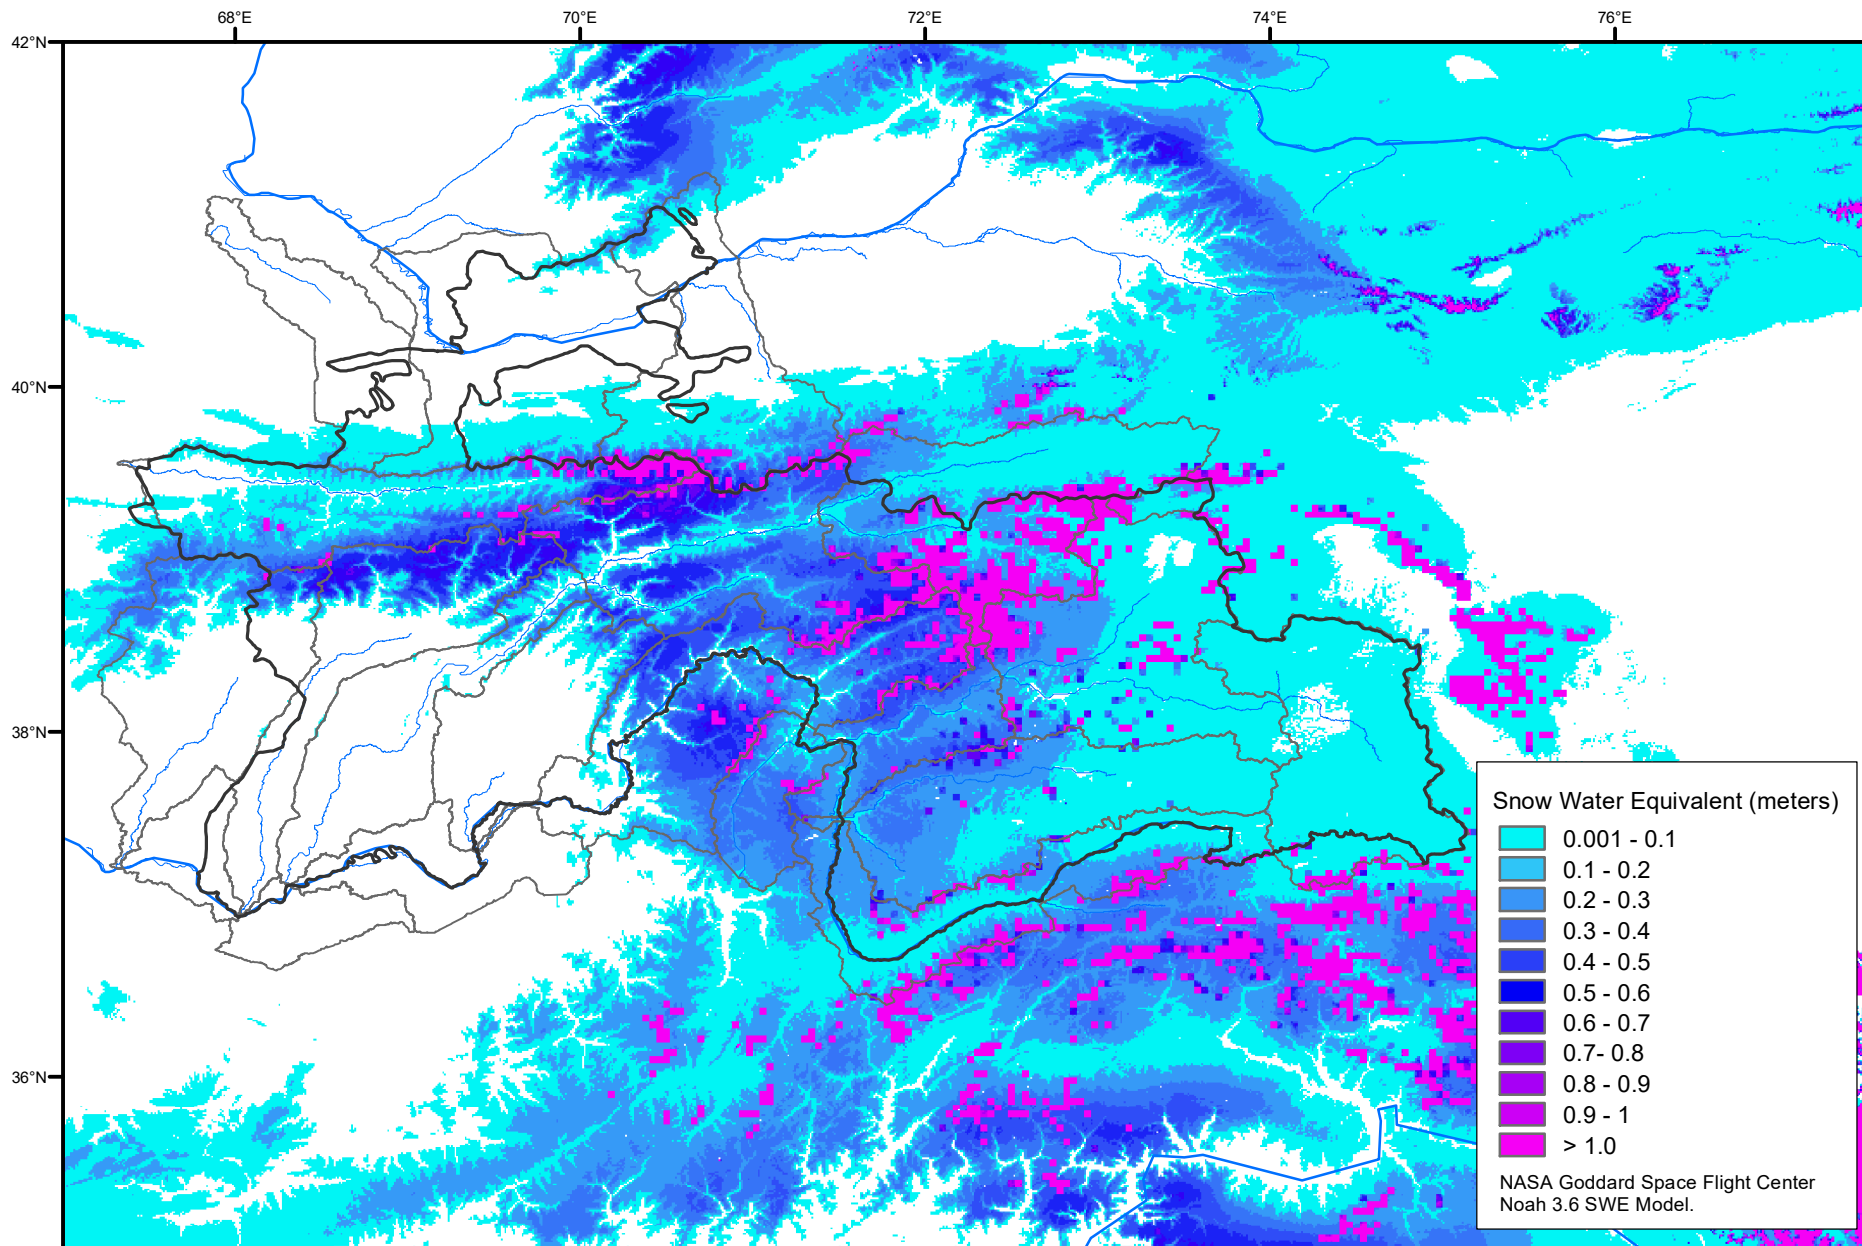 68°E
70°E
72°E
74°E
76°E
42°N
40°N
38°N
36°N
Snow Water Equivalent (meters)
0.001 - 0.1
0.1 - 0.2
0.2 - 0.3
0.3 - 0.4
0.4 - 0.5
0.5 - 0.6
0.6 - 0.7
0.7- 0.8
0.8 - 0.9
0.9 - 1
> 1.0
NASA Goddard Space Flight Center
Noah 3.6 SWE Model.